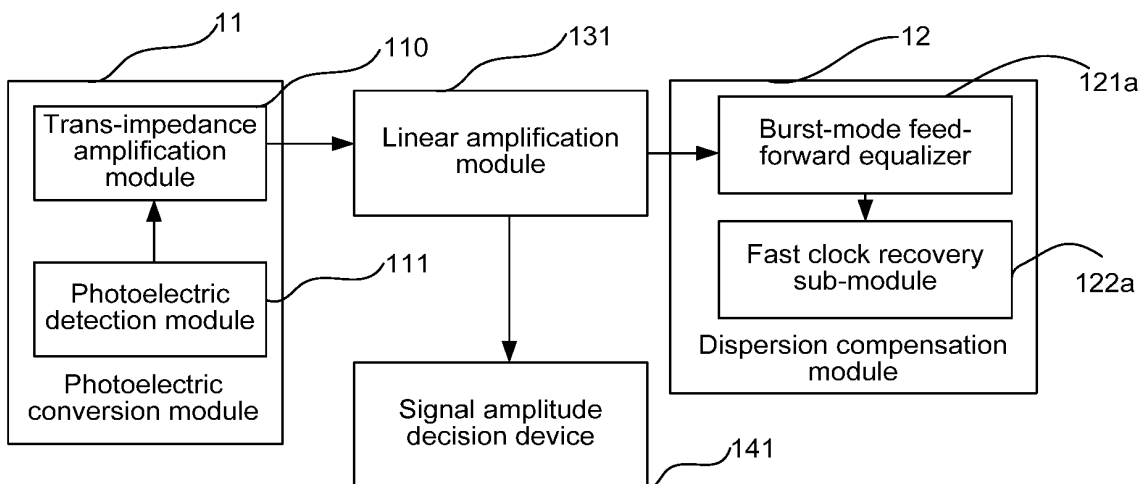 11
110
131
12
121a
Trans-impedance
amplification
module
Linear amplification
module
Burst-mode feed-
forward equalizer
Photoelectric
detection module
111
Fast clock recovery
sub-module
122a
Photoelectric
conversion module
Dispersion compensation
module
Signal amplitude
decision device
141